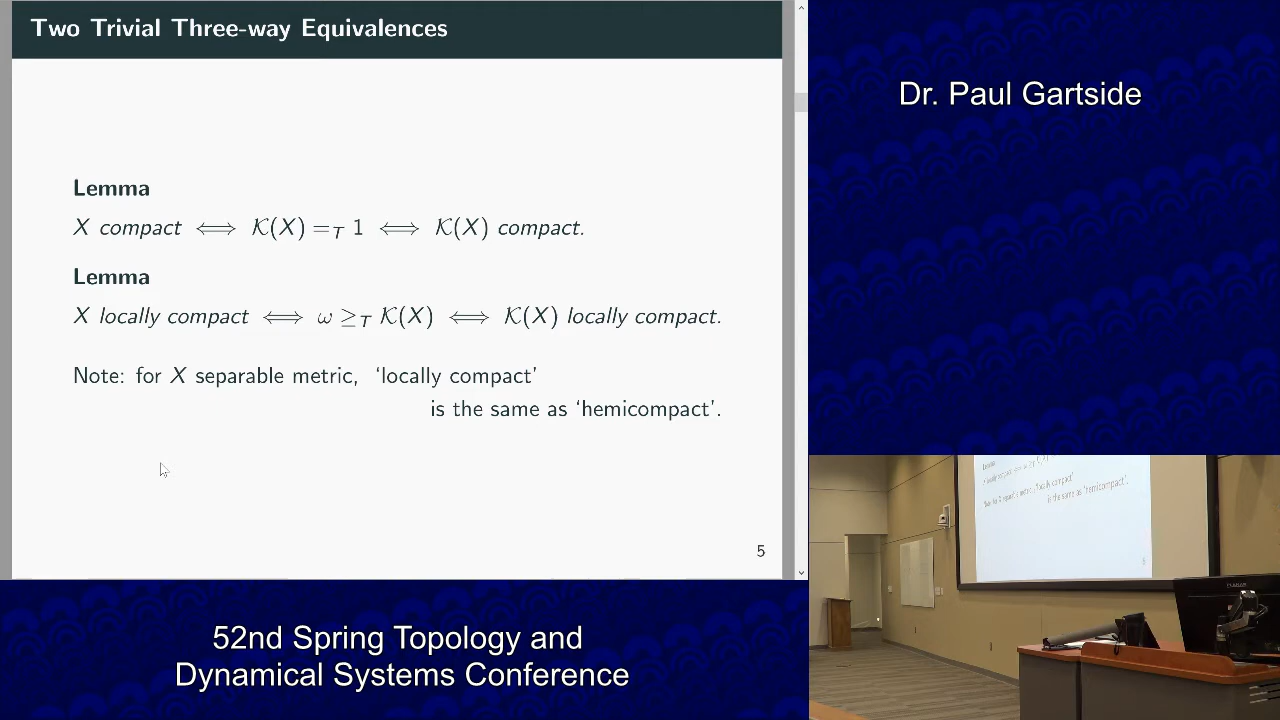 Two Trivial Three-way Equivalences
Lemma
X compact ⟺ 𝒦(X) =_T 1 ⟺ 𝒦(X) compact.
Lemma
X locally compact ⟺ ω ≥_T 𝒦(X) ⟺ 𝒦(X) locally compact.
Note: for X separable metric, ‘locally compact’
is the same as ‘hemicompact’.
5
Dr. Paul Gartside
52nd Spring Topology and
Dynamical Systems Conference